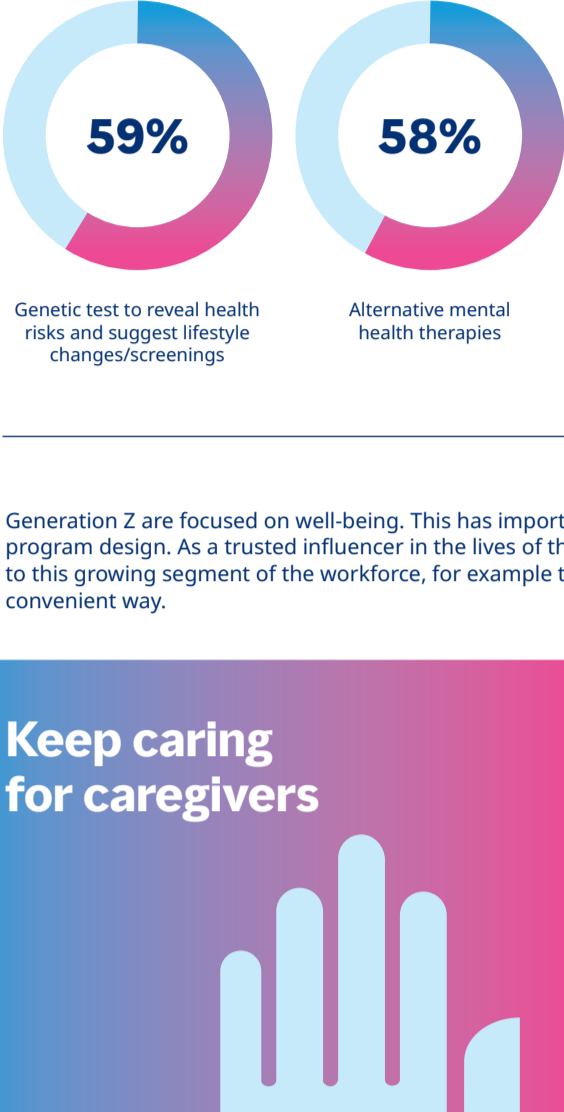 59%
58%
Genetic test to reveal health
risks and suggest lifestyle
changes/screenings
Alternative mental
health therapies
Generation Z are focused on well-being. This has import
program design. As a trusted influencer in the lives of th
to this growing segment of the workforce, for example t
convenient way.
Keep caring
for caregivers